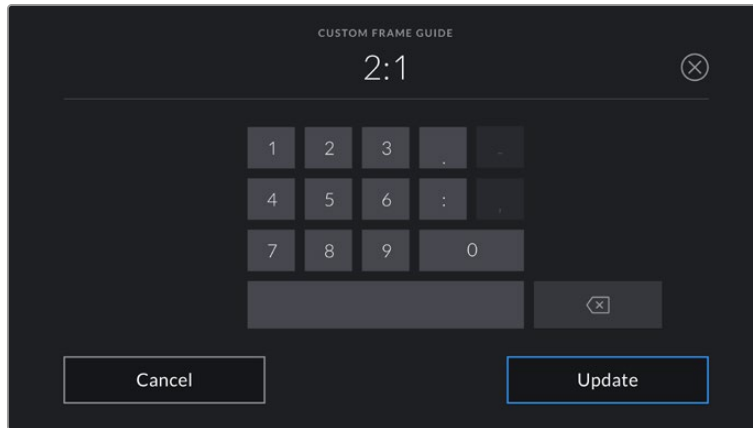 CUSTOM FRAME GUIDE
2:1
1 2 3 . -
4 5 6 : ,
7 8 9 0
Cancel Update